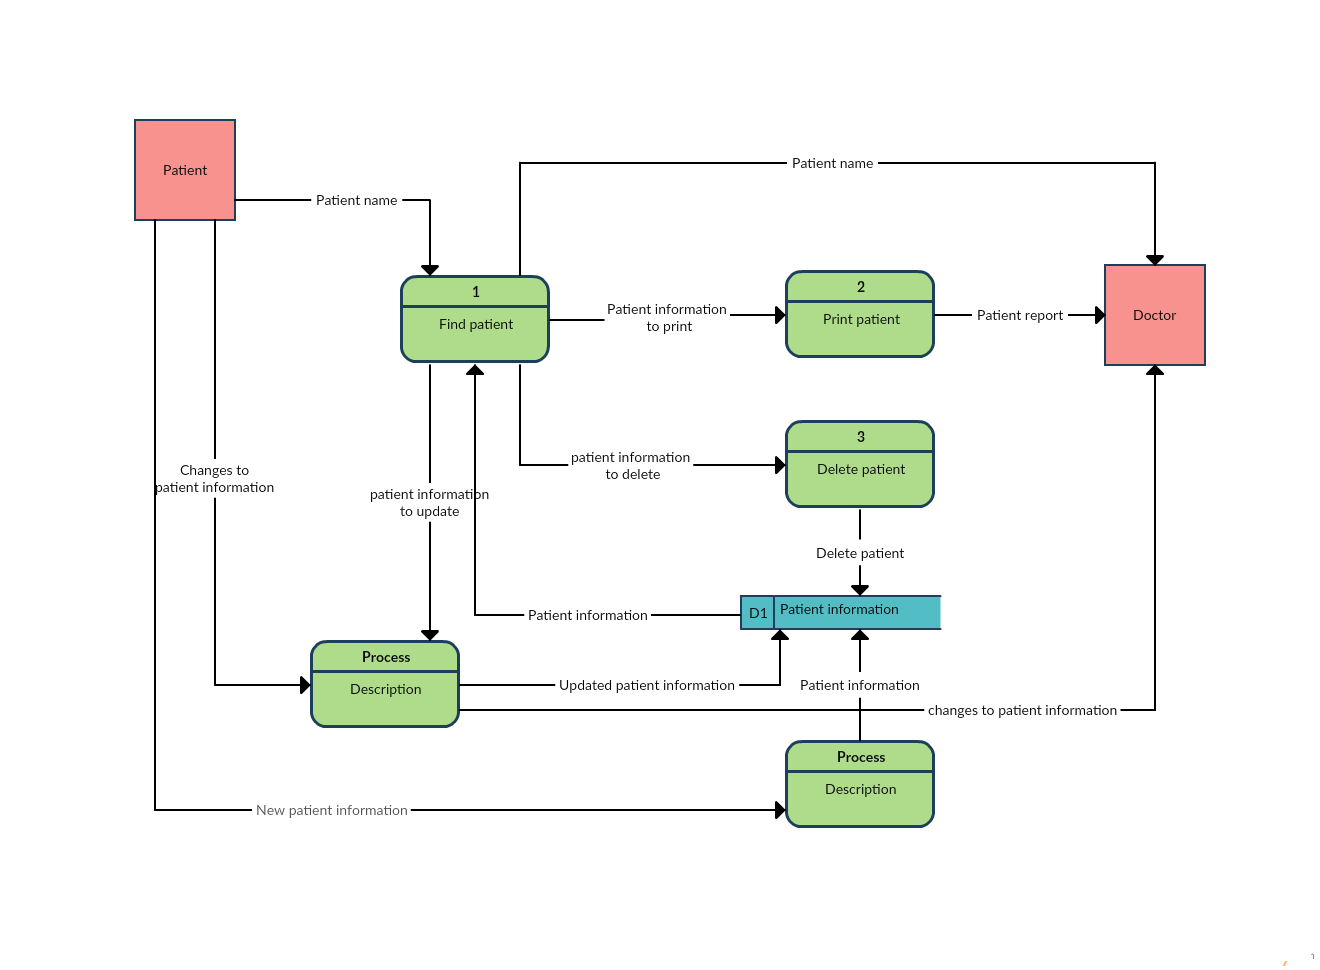 Patient
Patient name
Patient name
1
Find patient
Patient information
to print
2
Print patient
Patient report
Doctor
3
Delete patient
patient information
to delete
Changes to
patient information
patient information
to update
Delete patient
D1
Patient information
Patient information
Process
Description
Updated patient information
Patient information
changes to patient information
Process
Description
New patient information